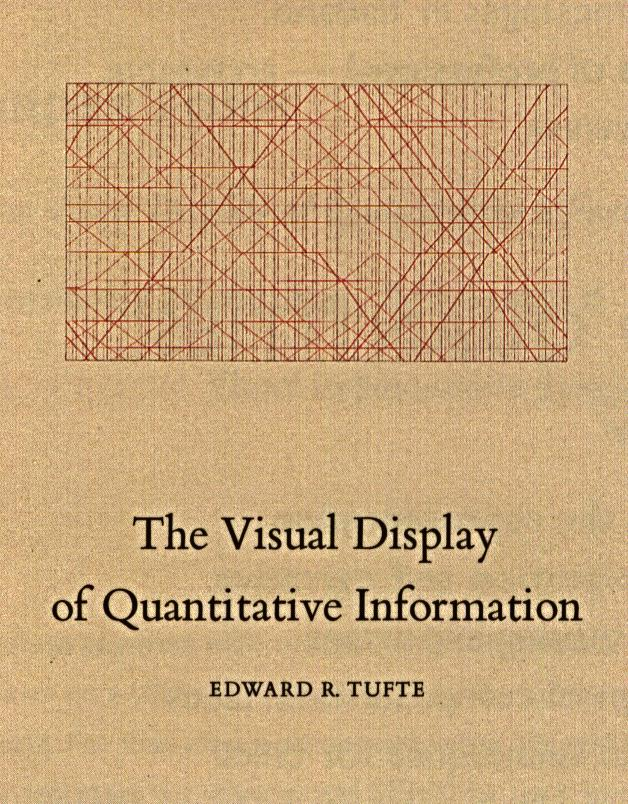 The Visual Display
of Quantitative Information
EDWARD R. TUFTE